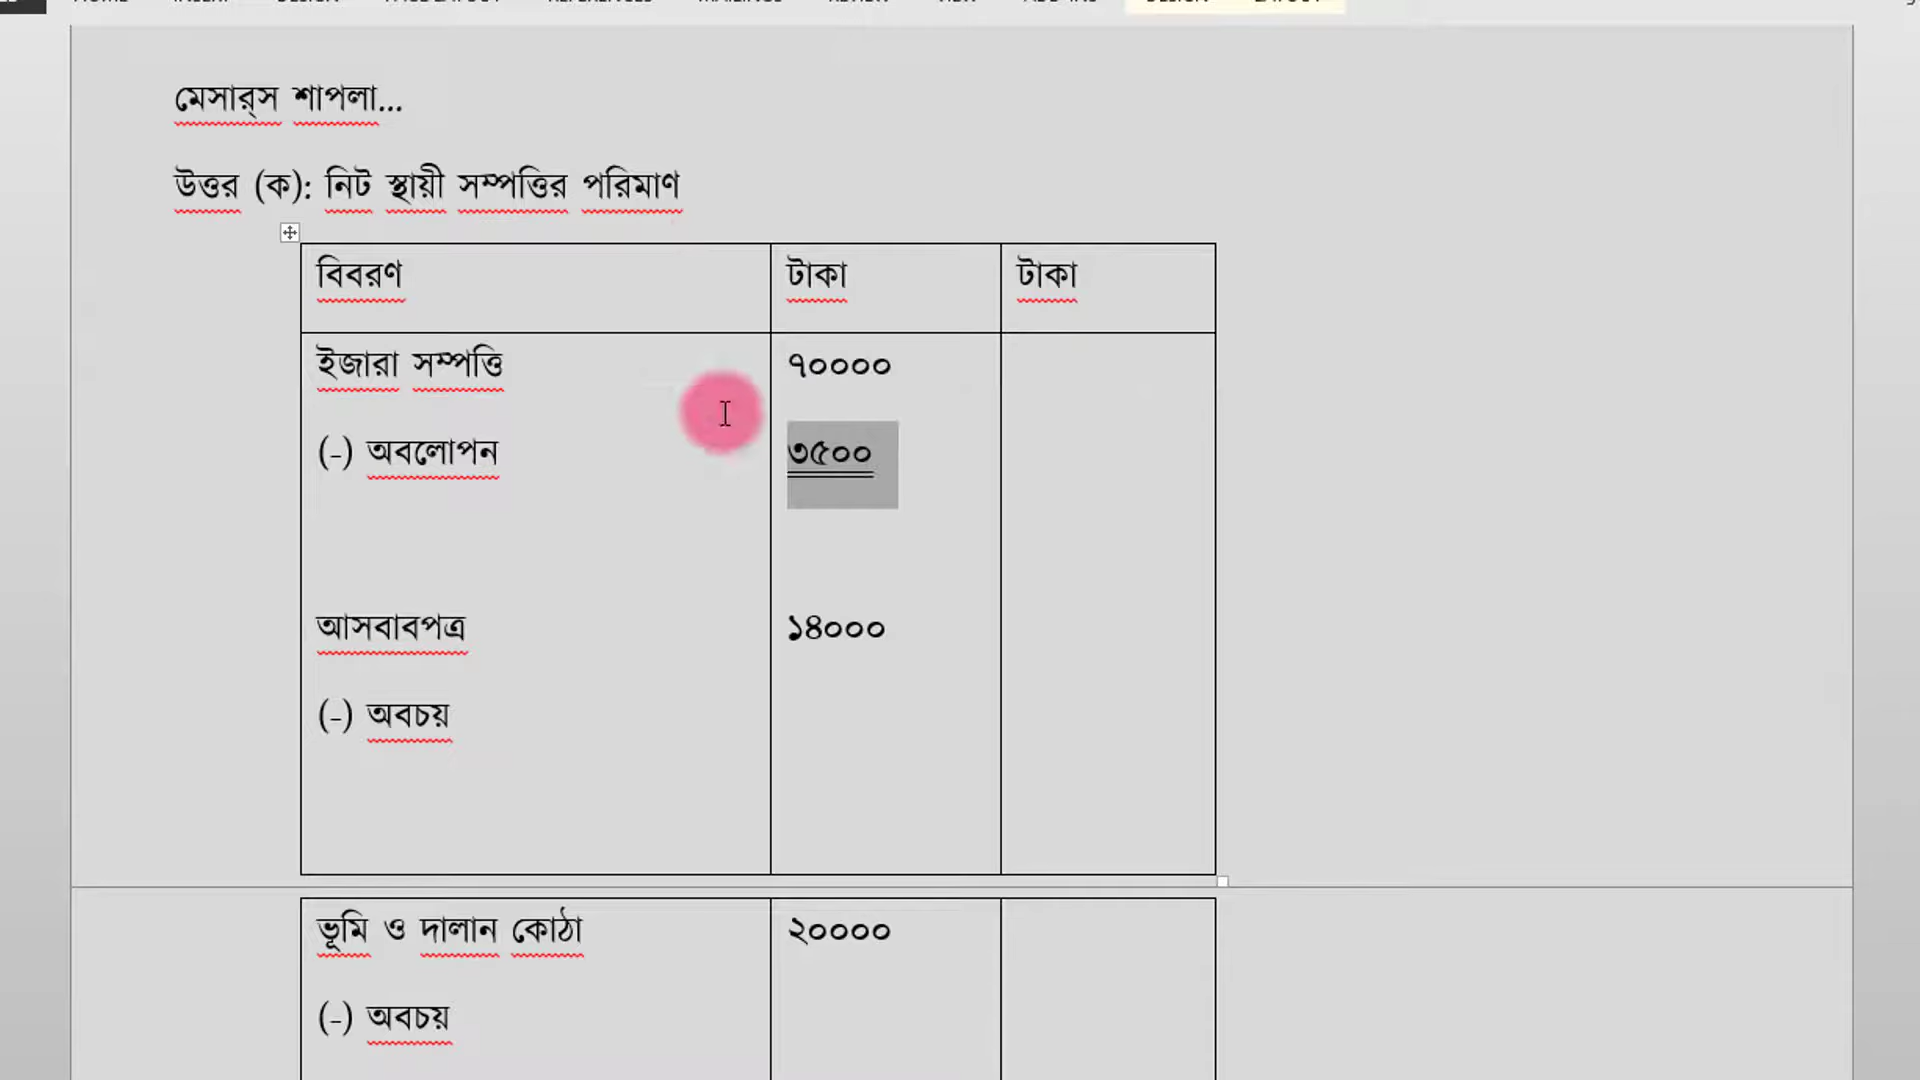 মেসার্স শাপলা...
উত্তর (ক): নিট স্থায়ী সম্পত্তির পরিমাণ
বিবরণ টাকা টাকা
ইজারা সম্পত্তি ৭০০০০
(-) অবলোপন ৩৫০০
আসবাবপত্র ১৪০০০
(-) অবচয়
ভূমি ও দালান কোঠা ২০০০০
(-) অবচয়